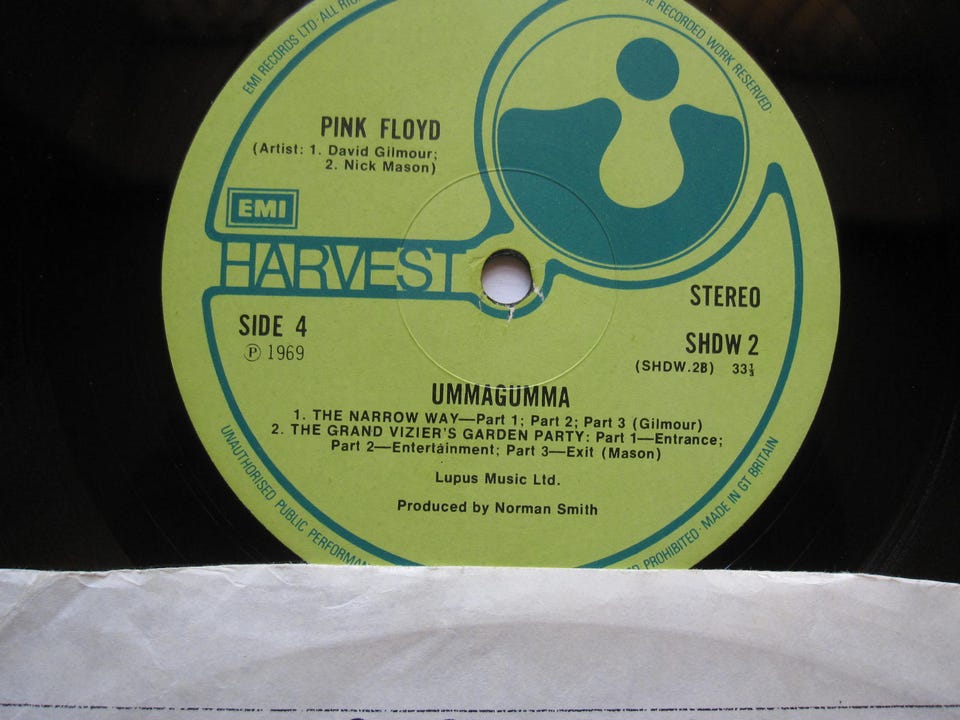 EMI RECORDS LTD · ALL
THE RECORDED WORK RESERVED ·
PINK FLOYD
(Artist: 1. David Gilmour;
2. Nick Mason)
EMI
HARVEST
STEREO
SIDE 4
Ⓟ 1969
SHDW 2
(SHDW.2B) 33⅓
UMMAGUMMA
1. THE NARROW WAY—Part 1; Part 2; Part 3 (Gilmour)
2. THE GRAND VIZIER'S GARDEN PARTY: Part 1—Entrance;
Part 2—Entertainment; Part 3—Exit (Mason)
Lupus Music Ltd.
Produced by Norman Smith
UNAUTHORISED PUBLIC
PROHIBITED · MADE IN GT BRITAIN